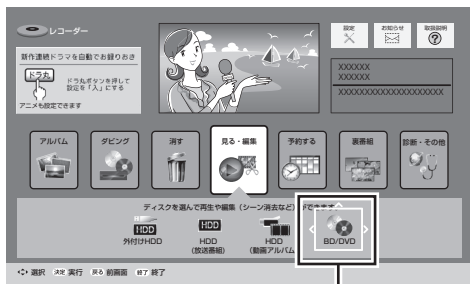 レコーダー
新作連続ドラマを自動でお録りおき
ドラ丸
ドラ丸ボタンを押して
設定を「入」にする
アニメも設定できます
設定
お知らせ
取扱説明
XXXXXX
XXXXXX
XXXXXXXXXXXXXXXXXXXX
アルバム
ダビング
消す
見る・編集
予約する
裏番組
診断・その他
ディスクを選んで再生や編集（シーン消去など）ができます
HDD
外付けHDD
HDD
HDD
(放送番組)
HDD
(動画アルバム)
BD/DVD
選択 決定 実行 戻る 前画面 終了 終了